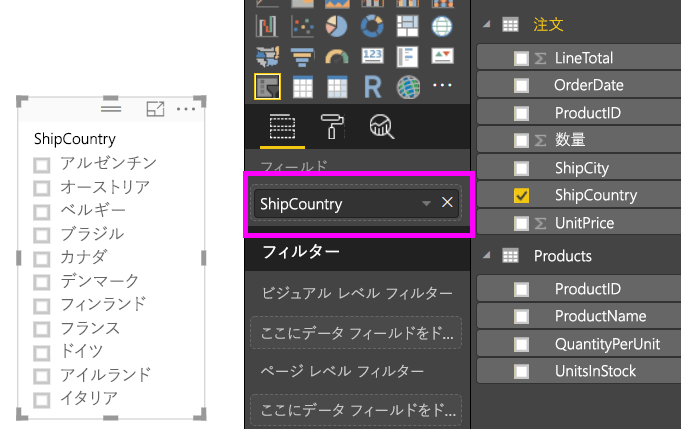 ShipCountry
アルゼンチン
オーストリア
ベルギー
ブラジル
カナダ
デンマーク
フィンランド
フランス
ドイツ
アイルランド
イタリア
123
R
フィールド
ShipCountry
フィルター
ビジュアル レベル フィルター
ここにデータ フィールドをド...
ページ レベル フィルター
ここにデータ フィールドをド...
注文
Σ LineTotal
OrderDate
ProductID
Σ 数量
ShipCity
ShipCountry
Σ UnitPrice
Products
ProductID
ProductName
QuantityPerUnit
UnitsInStock